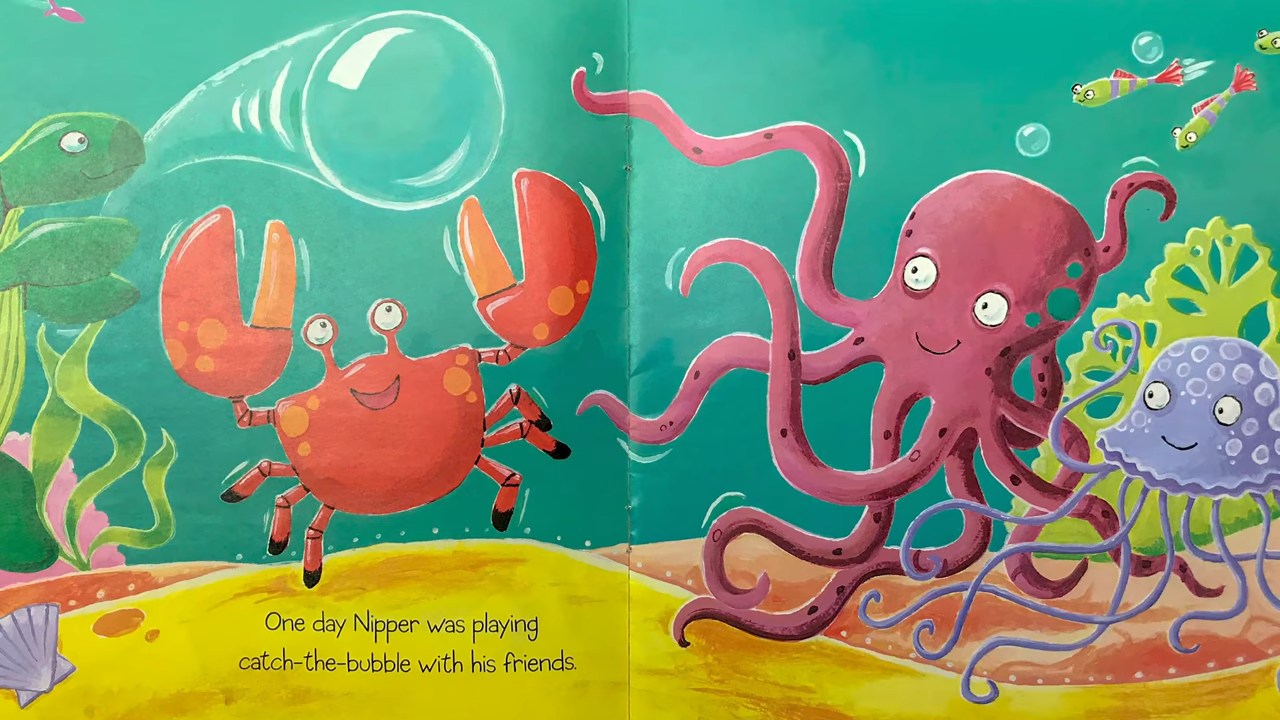 One day Nipper was playing
catch-the-bubble with his friends.